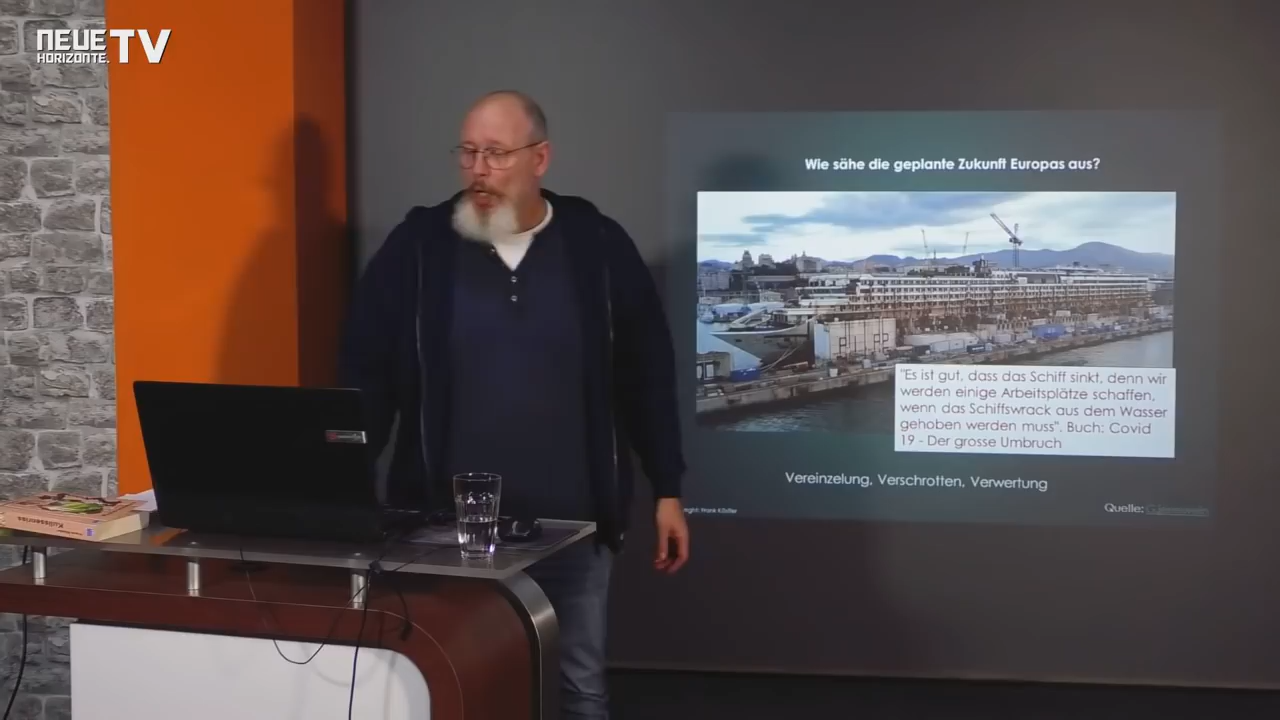 NEUE TV
HORIZONTE.
Wie sähe die geplante Zukunft Europas aus?
"Es ist gut, dass das Schiff sinkt, denn wir
werden einige Arbeitsplätze schaffen,
wenn das Schiffswrack aus dem Wasser
gehoben werden muss". Buch: Covid
19 - Der grosse Umbruch
Vereinzelung, Verschrotten, Verwertung
Quelle: